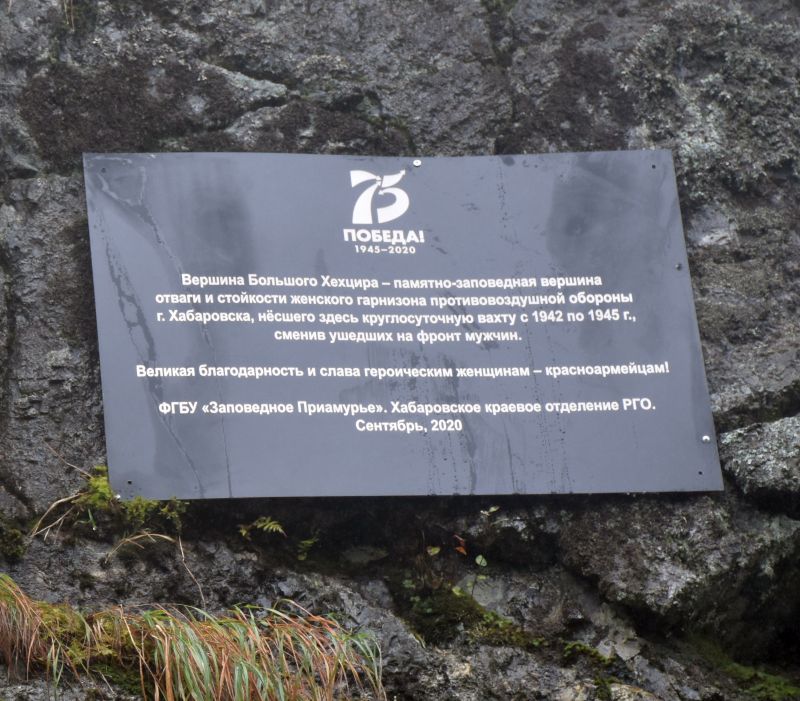 75
ПОБЕДА!
1945–2020
Вершина Большого Хехцира – памятно-заповедная вершина
отваги и стойкости женского гарнизона противовоздушной обороны
г. Хабаровска, нёсшего здесь круглосуточную вахту с 1942 по 1945 г.,
сменив ушедших на фронт мужчин.
Великая благодарность и слава героическим женщинам – красноармейцам!
ФГБУ «Заповедное Приамурье». Хабаровское краевое отделение РГО.
Сентябрь, 2020